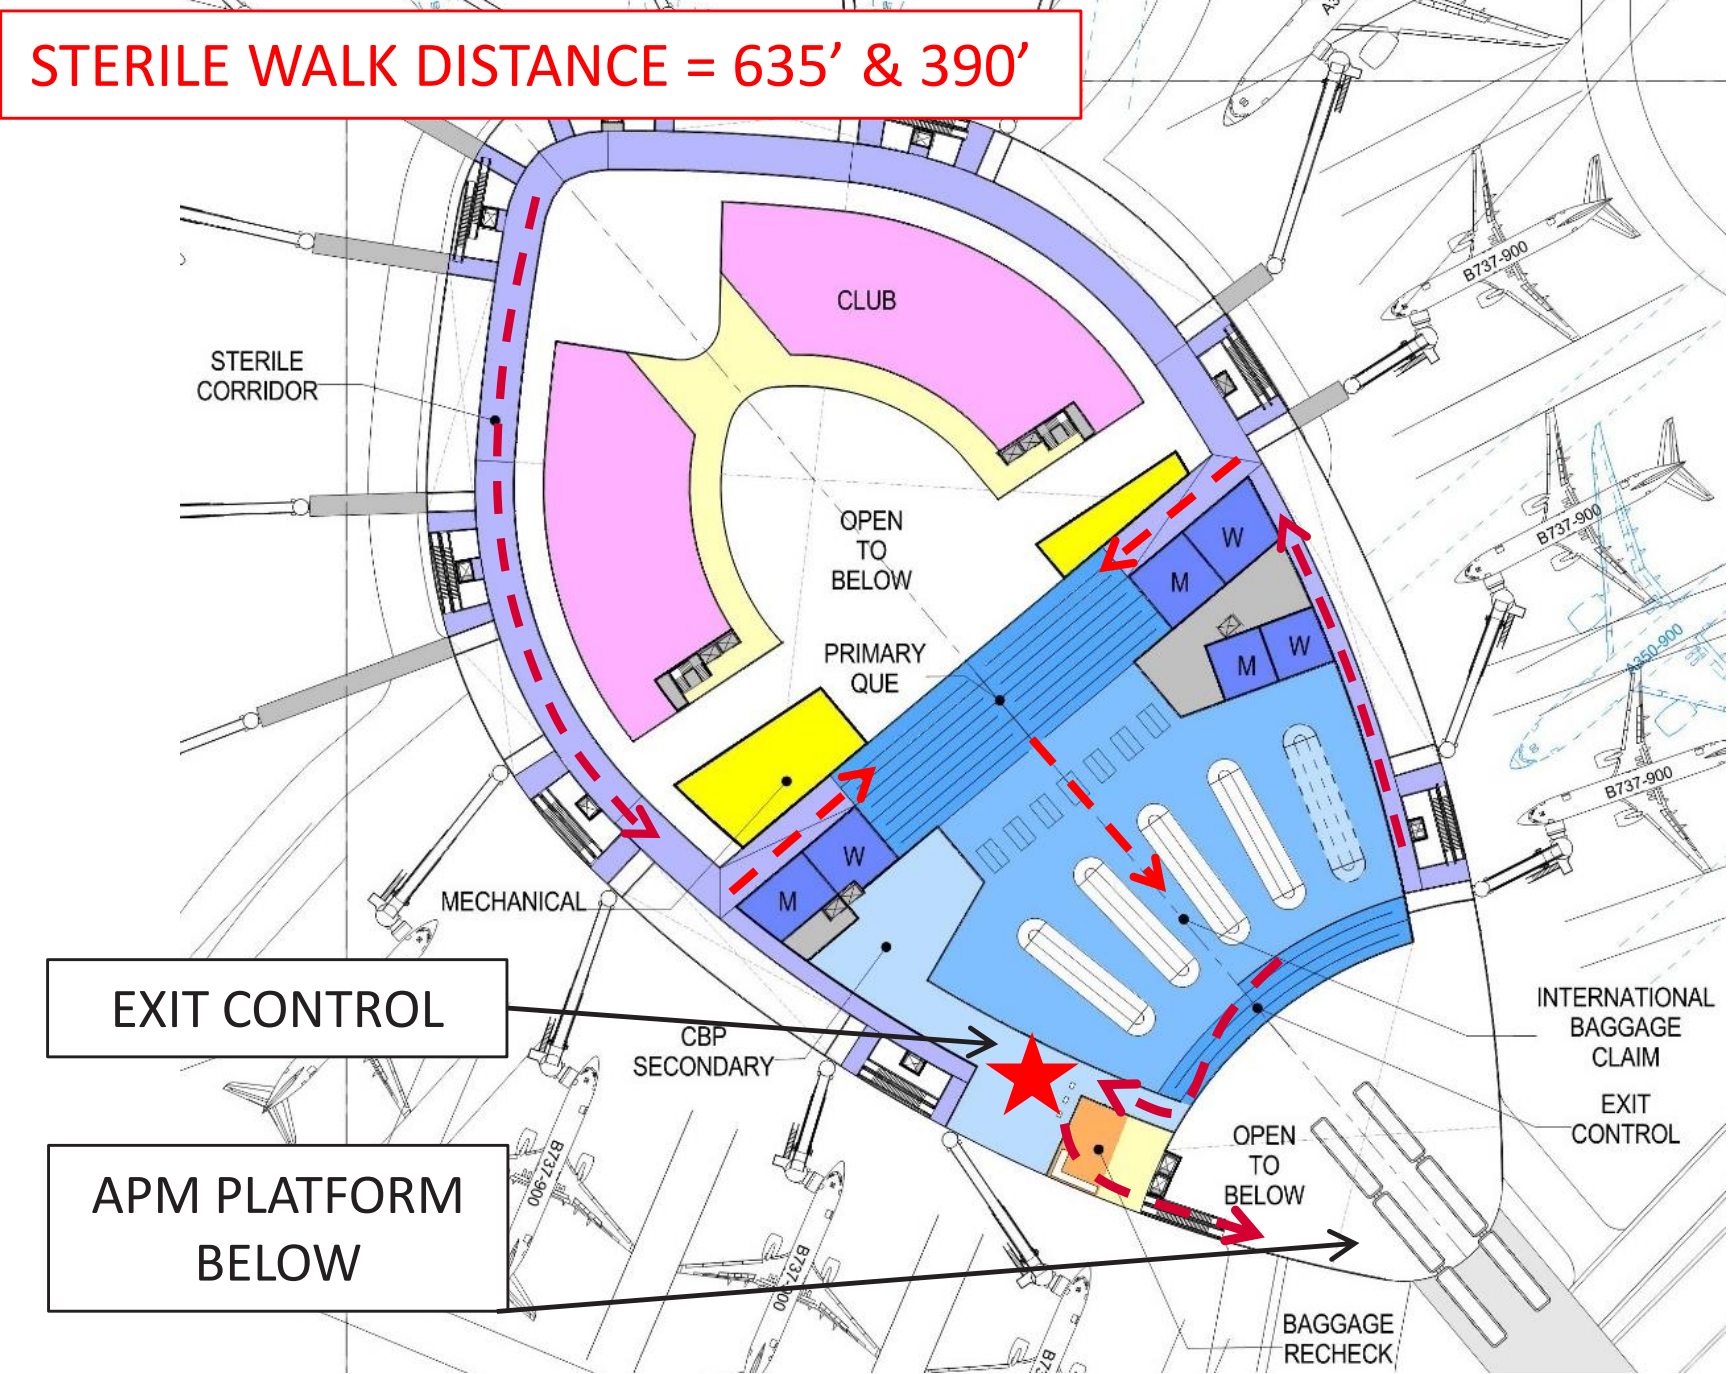 STERILE WALK DISTANCE = 635’ & 390’
B737-900
CLUB
STERILE
CORRIDOR
OPEN
TO
BELOW
W
M
B737-900
PRIMARY
QUE
W
M
A350-900
B737-900
W
M
MECHANICAL
EXIT CONTROL
CBP
SECONDARY
INTERNATIONAL
BAGGAGE
CLAIM
EXIT
CONTROL
OPEN
TO
BELOW
APM PLATFORM
BELOW
B737-900
B737-900
BAGGAGE
RECHECK